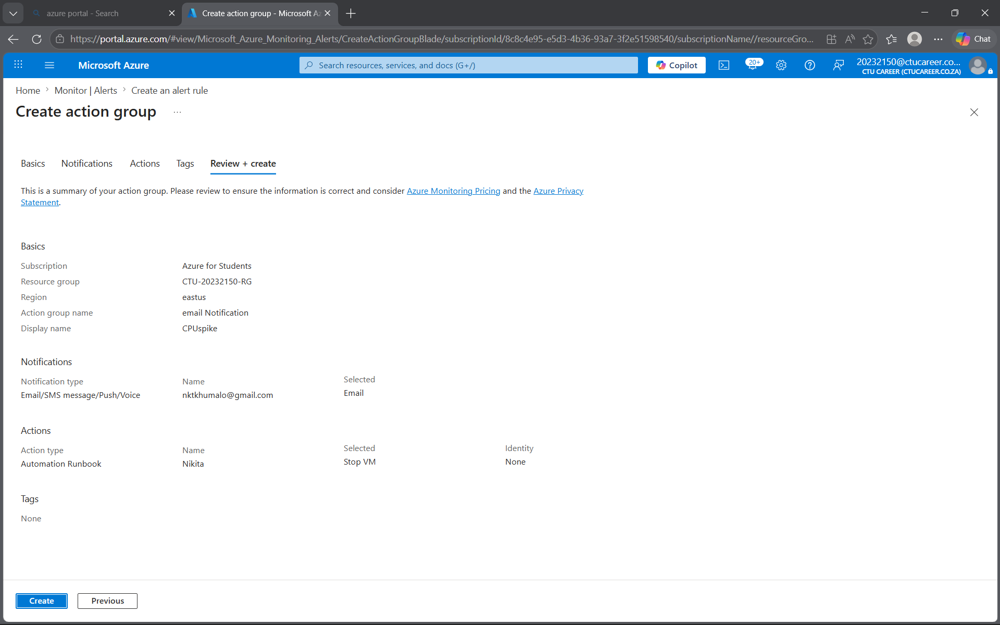 azure portal - Search
Create action group - Microsoft Az
https://portal.azure.com/#view/Microsoft_Azure_Monitoring_Alerts/CreateActionGroupBlade/subscriptionId/8c8c4e95-e5d3-4b36-93a7-3f2e51598540/subscriptionName//resourceGro...
Chat
Microsoft Azure
Search resources, services, and docs (G+/)
Copilot
20+
20232150@ctucareer.co...
CTU CAREER (CTUCAREER.CO.ZA)
Home > Monitor | Alerts > Create an alert rule
Create action group ...
Basics Notifications Actions Tags Review + create
This is a summary of your action group. Please review to ensure the information is correct and consider Azure Monitoring Pricing and the Azure Privacy
Statement.
Basics
Subscription Azure for Students
Resource group CTU-20232150-RG
Region eastus
Action group name email Notification
Display name CPUspike
Notifications
Notification type Name Selected
Email/SMS message/Push/Voice nktkhumalo@gmail.com Email
Actions
Action type Name Selected Identity
Automation Runbook Nikita Stop VM None
Tags
None
Create Previous